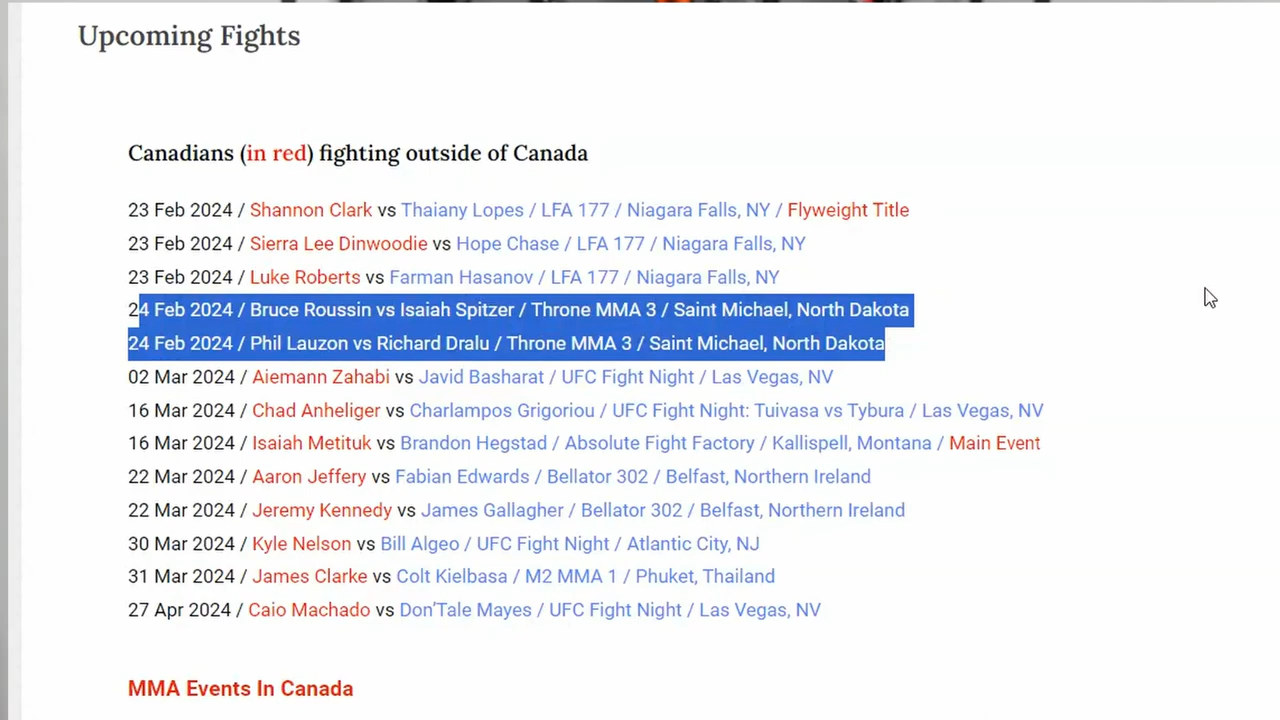 Upcoming Fights
Canadians (in red) fighting outside of Canada
23 Feb 2024 / Shannon Clark vs Thaiany Lopes / LFA 177 / Niagara Falls, NY / Flyweight Title
23 Feb 2024 / Sierra Lee Dinwoodie vs Hope Chase / LFA 177 / Niagara Falls, NY
23 Feb 2024 / Luke Roberts vs Farman Hasanov / LFA 177 / Niagara Falls, NY
24 Feb 2024 / Bruce Roussin vs Isaiah Spitzer / Throne MMA 3 / Saint Michael, North Dakota
24 Feb 2024 / Phil Lauzon vs Richard Dralu / Throne MMA 3 / Saint Michael, North Dakota
02 Mar 2024 / Aiemann Zahabi vs Javid Basharat / UFC Fight Night / Las Vegas, NV
16 Mar 2024 / Chad Anheliger vs Charlampos Grigoriou / UFC Fight Night: Tuivasa vs Tybura / Las Vegas, NV
16 Mar 2024 / Isaiah Metituk vs Brandon Hegstad / Absolute Fight Factory / Kallispell, Montana / Main Event
22 Mar 2024 / Aaron Jeffery vs Fabian Edwards / Bellator 302 / Belfast, Northern Ireland
22 Mar 2024 / Jeremy Kennedy vs James Gallagher / Bellator 302 / Belfast, Northern Ireland
30 Mar 2024 / Kyle Nelson vs Bill Algeo / UFC Fight Night / Atlantic City, NJ
31 Mar 2024 / James Clarke vs Colt Kielbasa / M2 MMA 1 / Phuket, Thailand
27 Apr 2024 / Caio Machado vs Don’Tale Mayes / UFC Fight Night / Las Vegas, NV
MMA Events In Canada